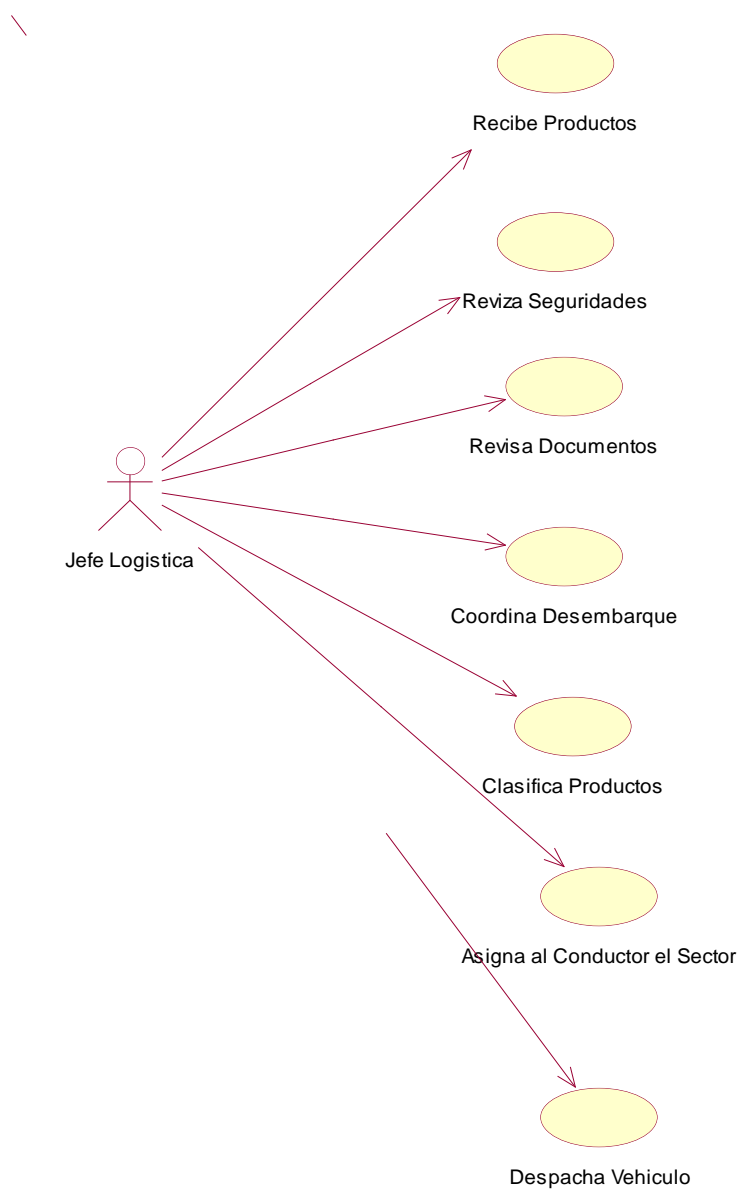 Recibe Productos
Reviza Seguridades
Revisa Documentos
Jefe Logistica
Coordina Desembarque
Clasifica Productos
Asigna al Conductor el Sector
Despacha Vehiculo